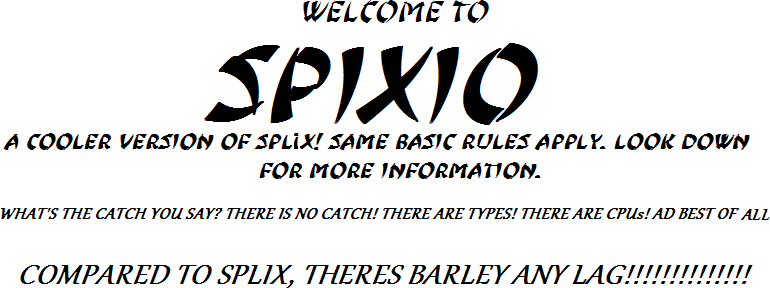 WELCOME TO
SPIXIO
A COOLER VERSION OF SPLiX! SAME BASIC RULES APPLY. LOOK DOWN
FOR MORE INFORMATION.
WHAT'S THE CATCH YOU SAY? THERE IS NO CATCH! THERE ARE TYPES! THERE ARE CPUs! AD BEST OF ALL
COMPARED TO SPLIX, THERES BARLEY ANY LAG!!!!!!!!!!!!!!